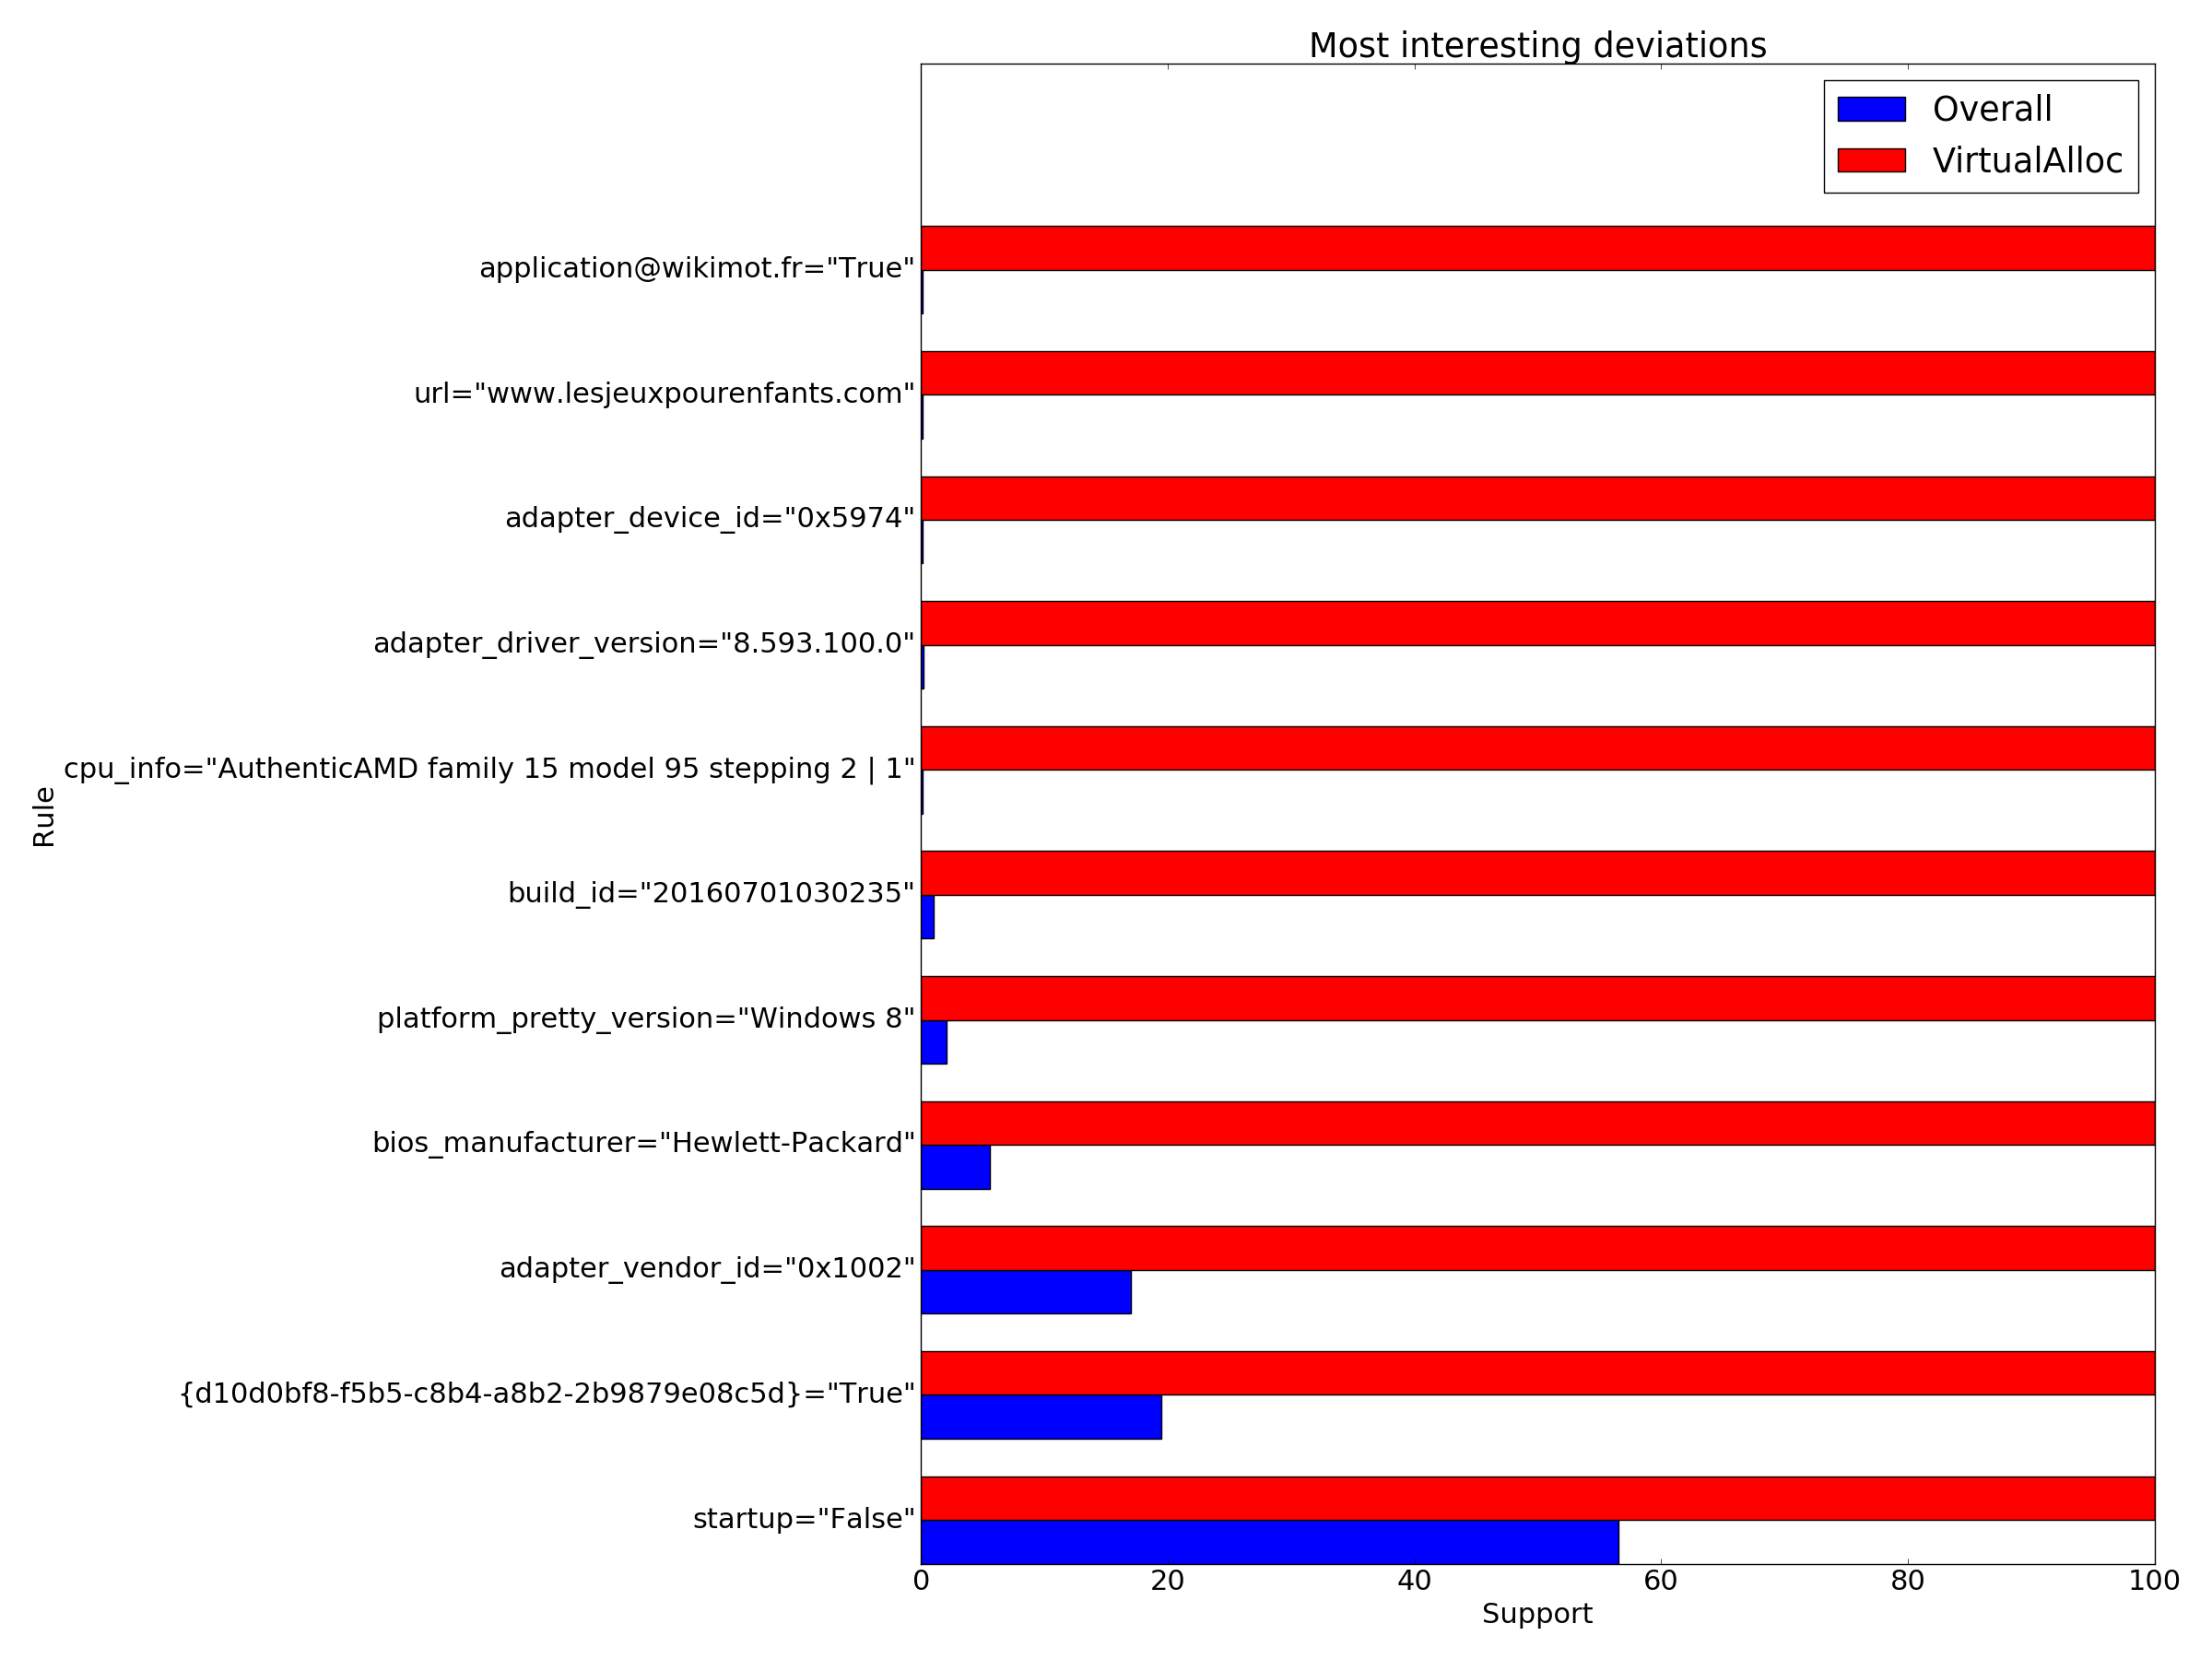 Most interesting deviations
Overall
VirtualAlloc
application@wikimot.fr="True"
url="www.lesjeuxpourenfants.com"
adapter_device_id="0x5974"
adapter_driver_version="8.593.100.0"
cpu_info="AuthenticAMD family 15 model 95 stepping 2 | 1"
Rule
build_id="20160701030235"
platform_pretty_version="Windows 8"
bios_manufacturer="Hewlett-Packard"
adapter_vendor_id="0x1002"
{d10d0bf8-f5b5-c8b4-a8b2-2b9879e08c5d}="True"
startup="False"
0 20 40 60 80 100
Support